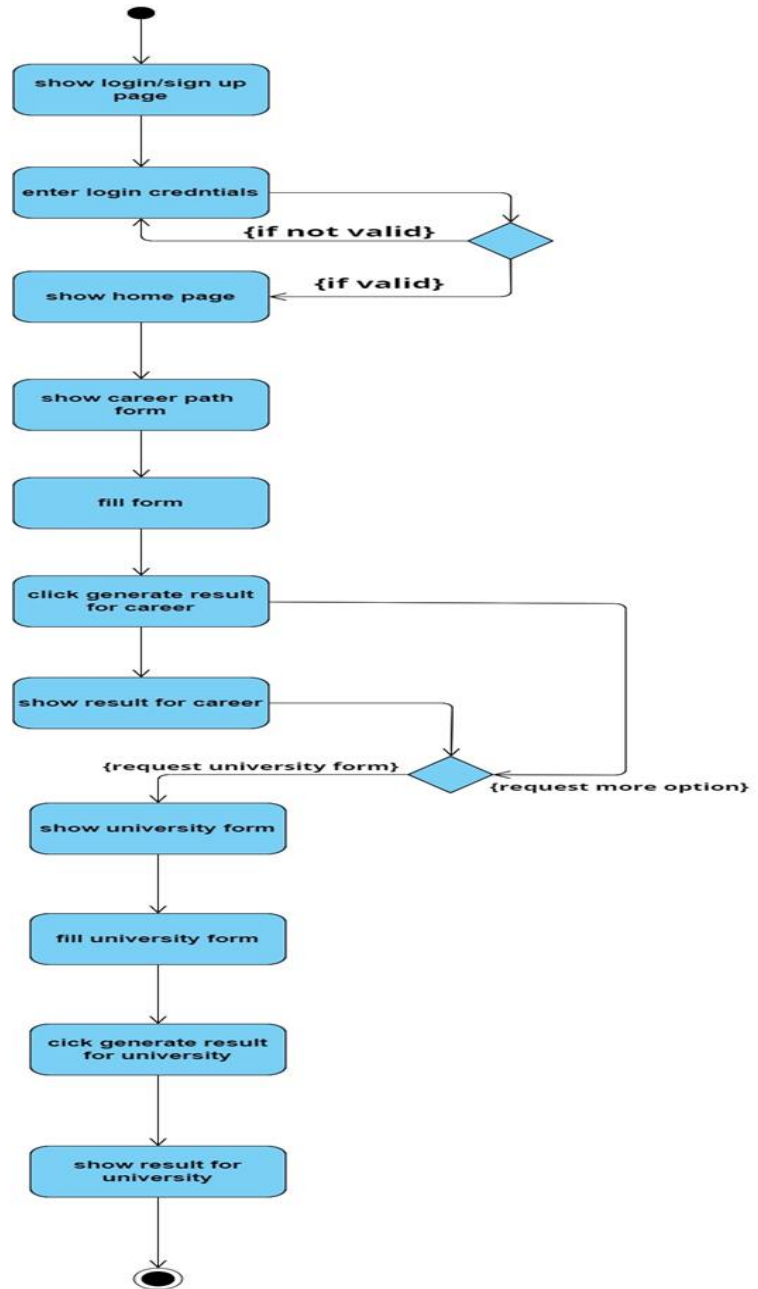 show login/sign up
page
enter login credntials
{if not valid}
{if valid}
show home page
show career path
form
fill form
click generate result
for career
show result for career
{request university form}
{request more option}
show university form
fill university form
cick generate result
for university
show result for
university